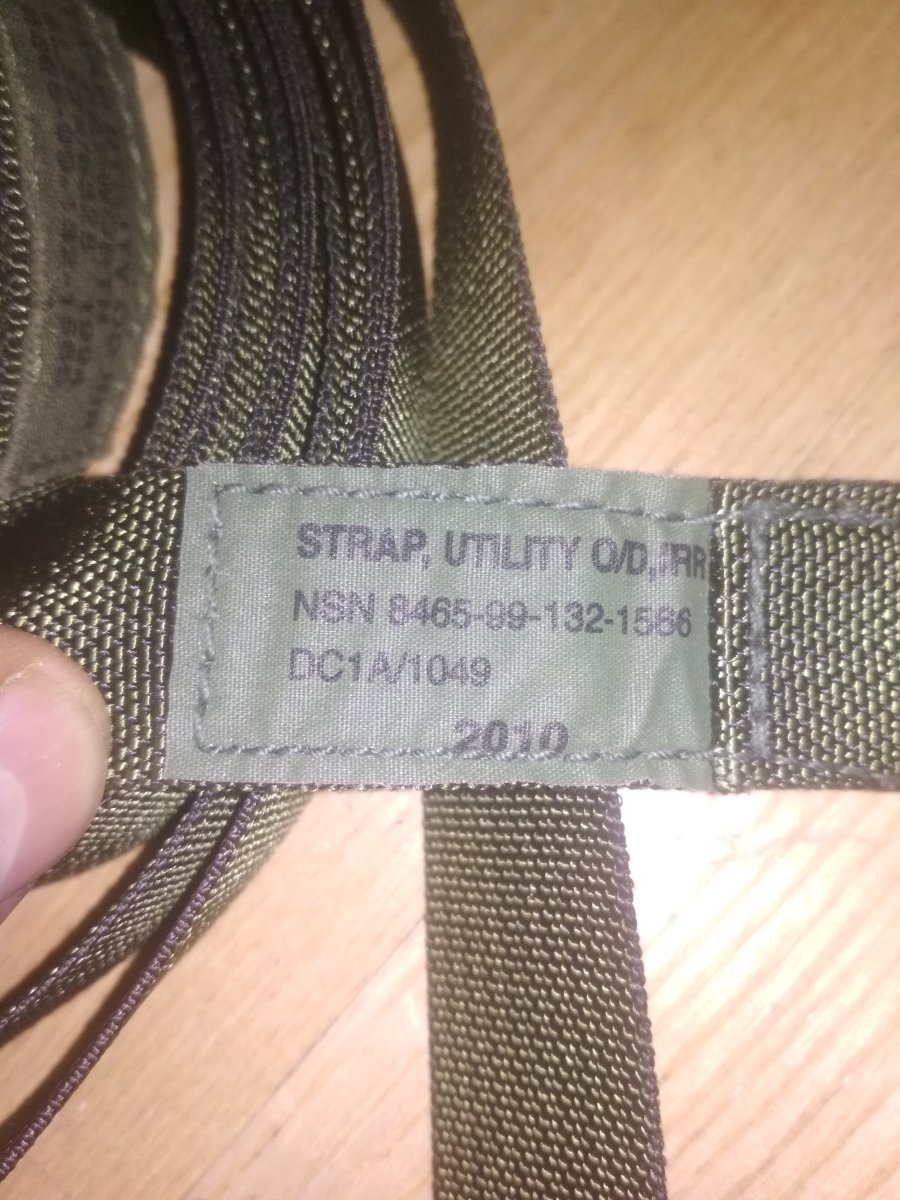 STRAP, UTILITY O/D, IRR
NSN 8465-99-132-1586
DC1A/1049
2010